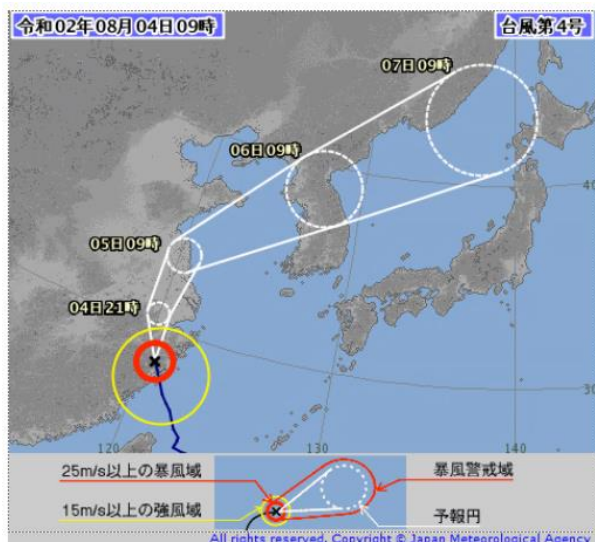 令和02年08月04日09時
台風第4号
07日09時
06日09時
05日09時
04日21時
40
30
120
130
140
25m/s以上の暴風域
暴風警戒域
15m/s以上の強風域
予報円
All rights reserved. Copyright © Japan Meteorological Agency